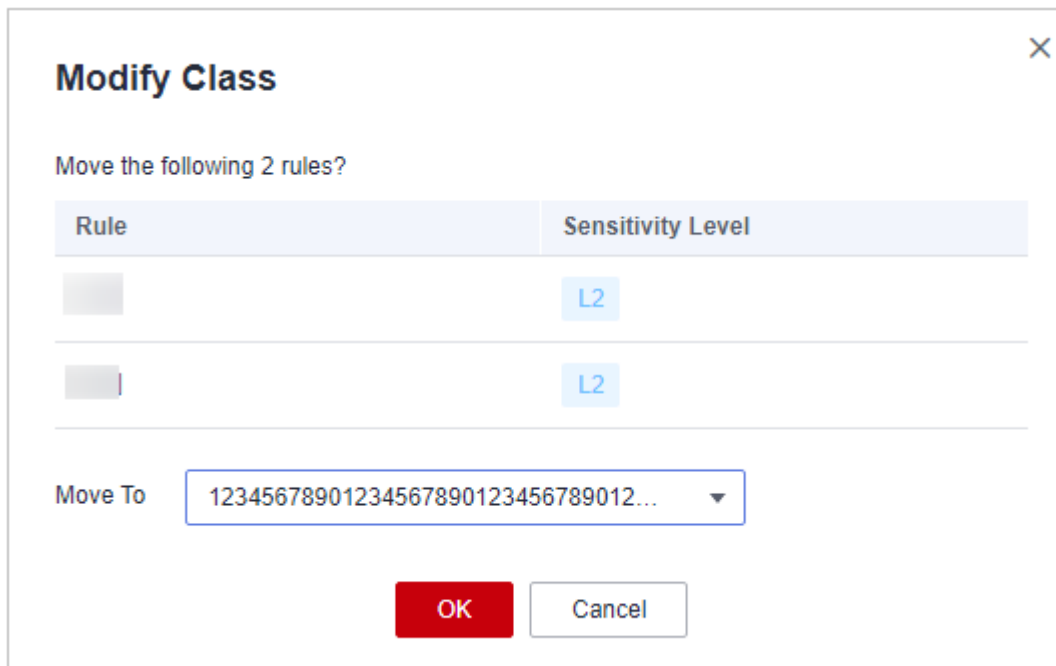 Modify Class
Move the following 2 rules?
Rule Sensitivity Level
L2
L2
Move To 12345678901234567890123456789012...
OK Cancel